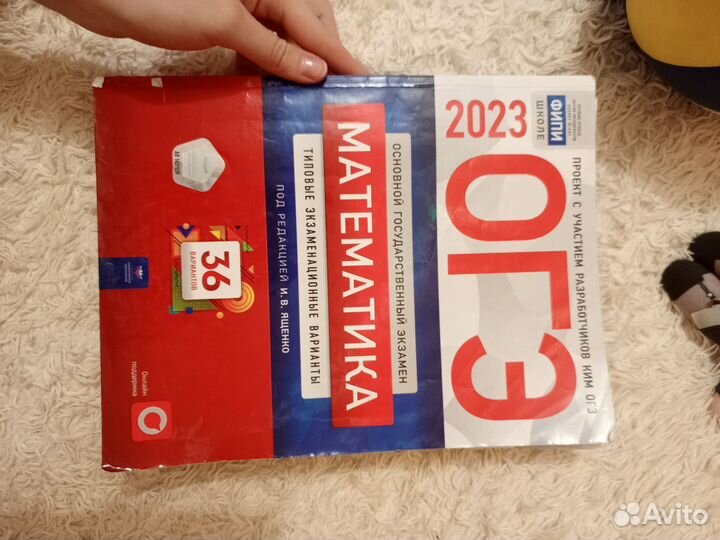 ФИПИ
ШКОЛЕ
2023
ПРОЕКТ С УЧАСТИЕМ РАЗРАБОТЧИКОВ КИМ ОГЭ
ОГЭ
ОСНОВНОЙ ГОСУДАРСТВЕННЫЙ ЭКЗАМЕН
МАТЕМАТИКА
ТИПОВЫЕ ЭКЗАМЕНАЦИОННЫЕ ВАРИАНТЫ
ПОД РЕДАКЦИЕЙ И. В. ЯЩЕНКО
36
ВАРИАНТОВ
Онлайн
поддержка
Avito